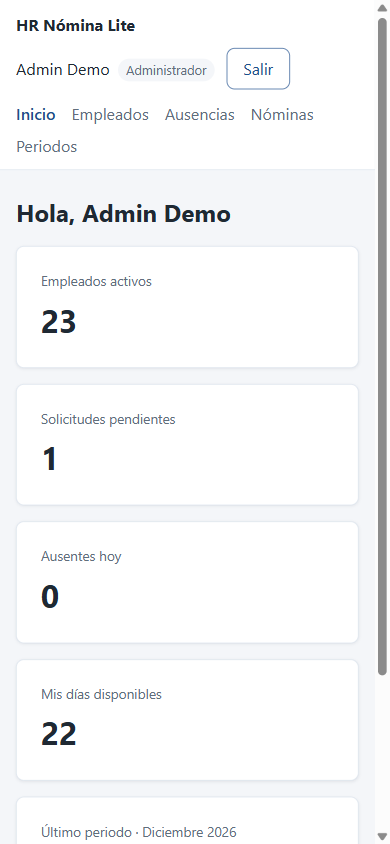 HR Nómina Lite
Admin Demo Administrador Salir
Inicio Empleados Ausencias Nóminas
Periodos
Hola, Admin Demo
Empleados activos
23
Solicitudes pendientes
1
Ausentes hoy
0
Mis días disponibles
22
Último periodo · Diciembre 2026